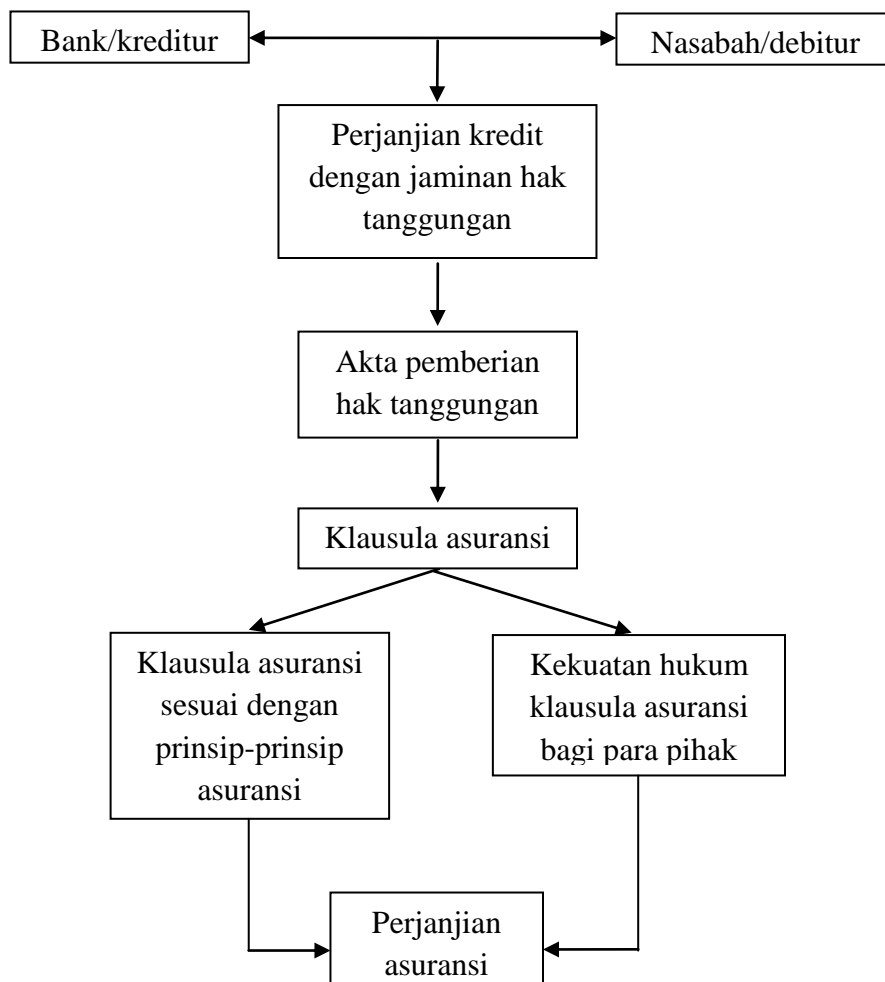 Bank/kreditur
Nasabah/debitur
Perjanjian kredit
dengan jaminan hak
tanggungan
Akta pemberian
hak tanggungan
Klausula asuransi
Klausula asuransi
sesuai dengan
prinsip-prinsip
asuransi
Kekuatan hukum
klausula asuransi
bagi para pihak
Perjanjian
asuransi